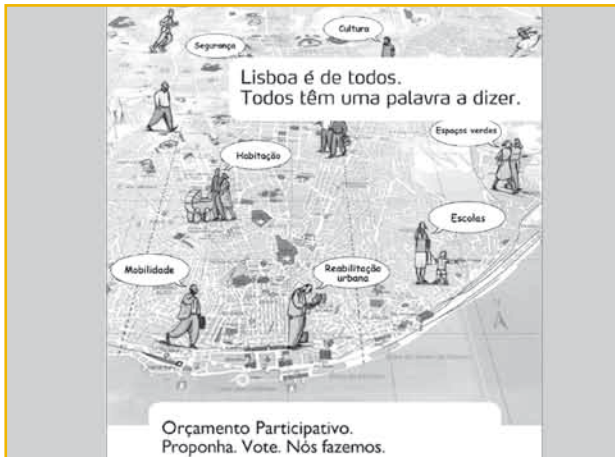 Cultura
Segurança
Lisboa é de todos.
Todos têm uma palavra a dizer.
Espaços verdes
Habitação
Escolas
Mobilidade
Reabilitação
urbana
Orçamento Participativo.
Proponha. Vote. Nós fazemos.